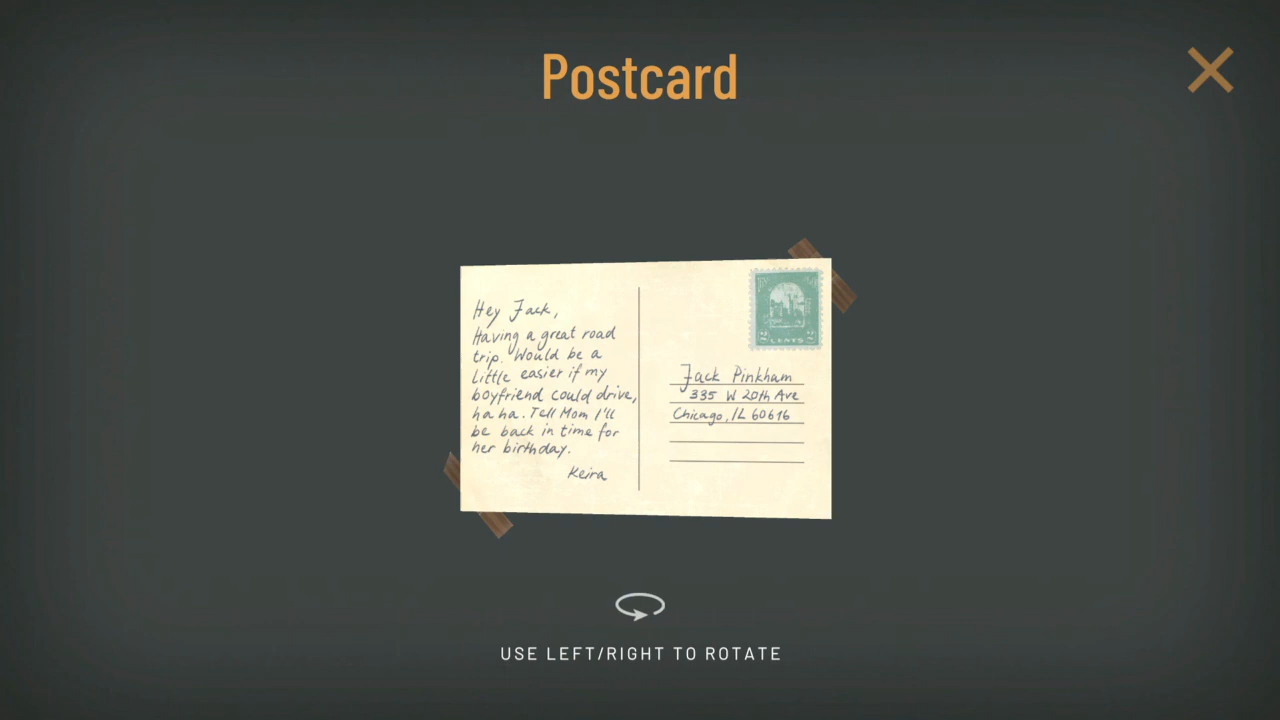 Postcard
Hey Jack,
Having a great road
trip. Would be a
little easier if my
boyfriend could drive,
ha ha. Tell Mom I'll
be back in time for
her birthday.
Keira
2 CENTS 2
Jack Pinkham
335 W 20th Ave
Chicago, IL 60616
USE LEFT/RIGHT TO ROTATE